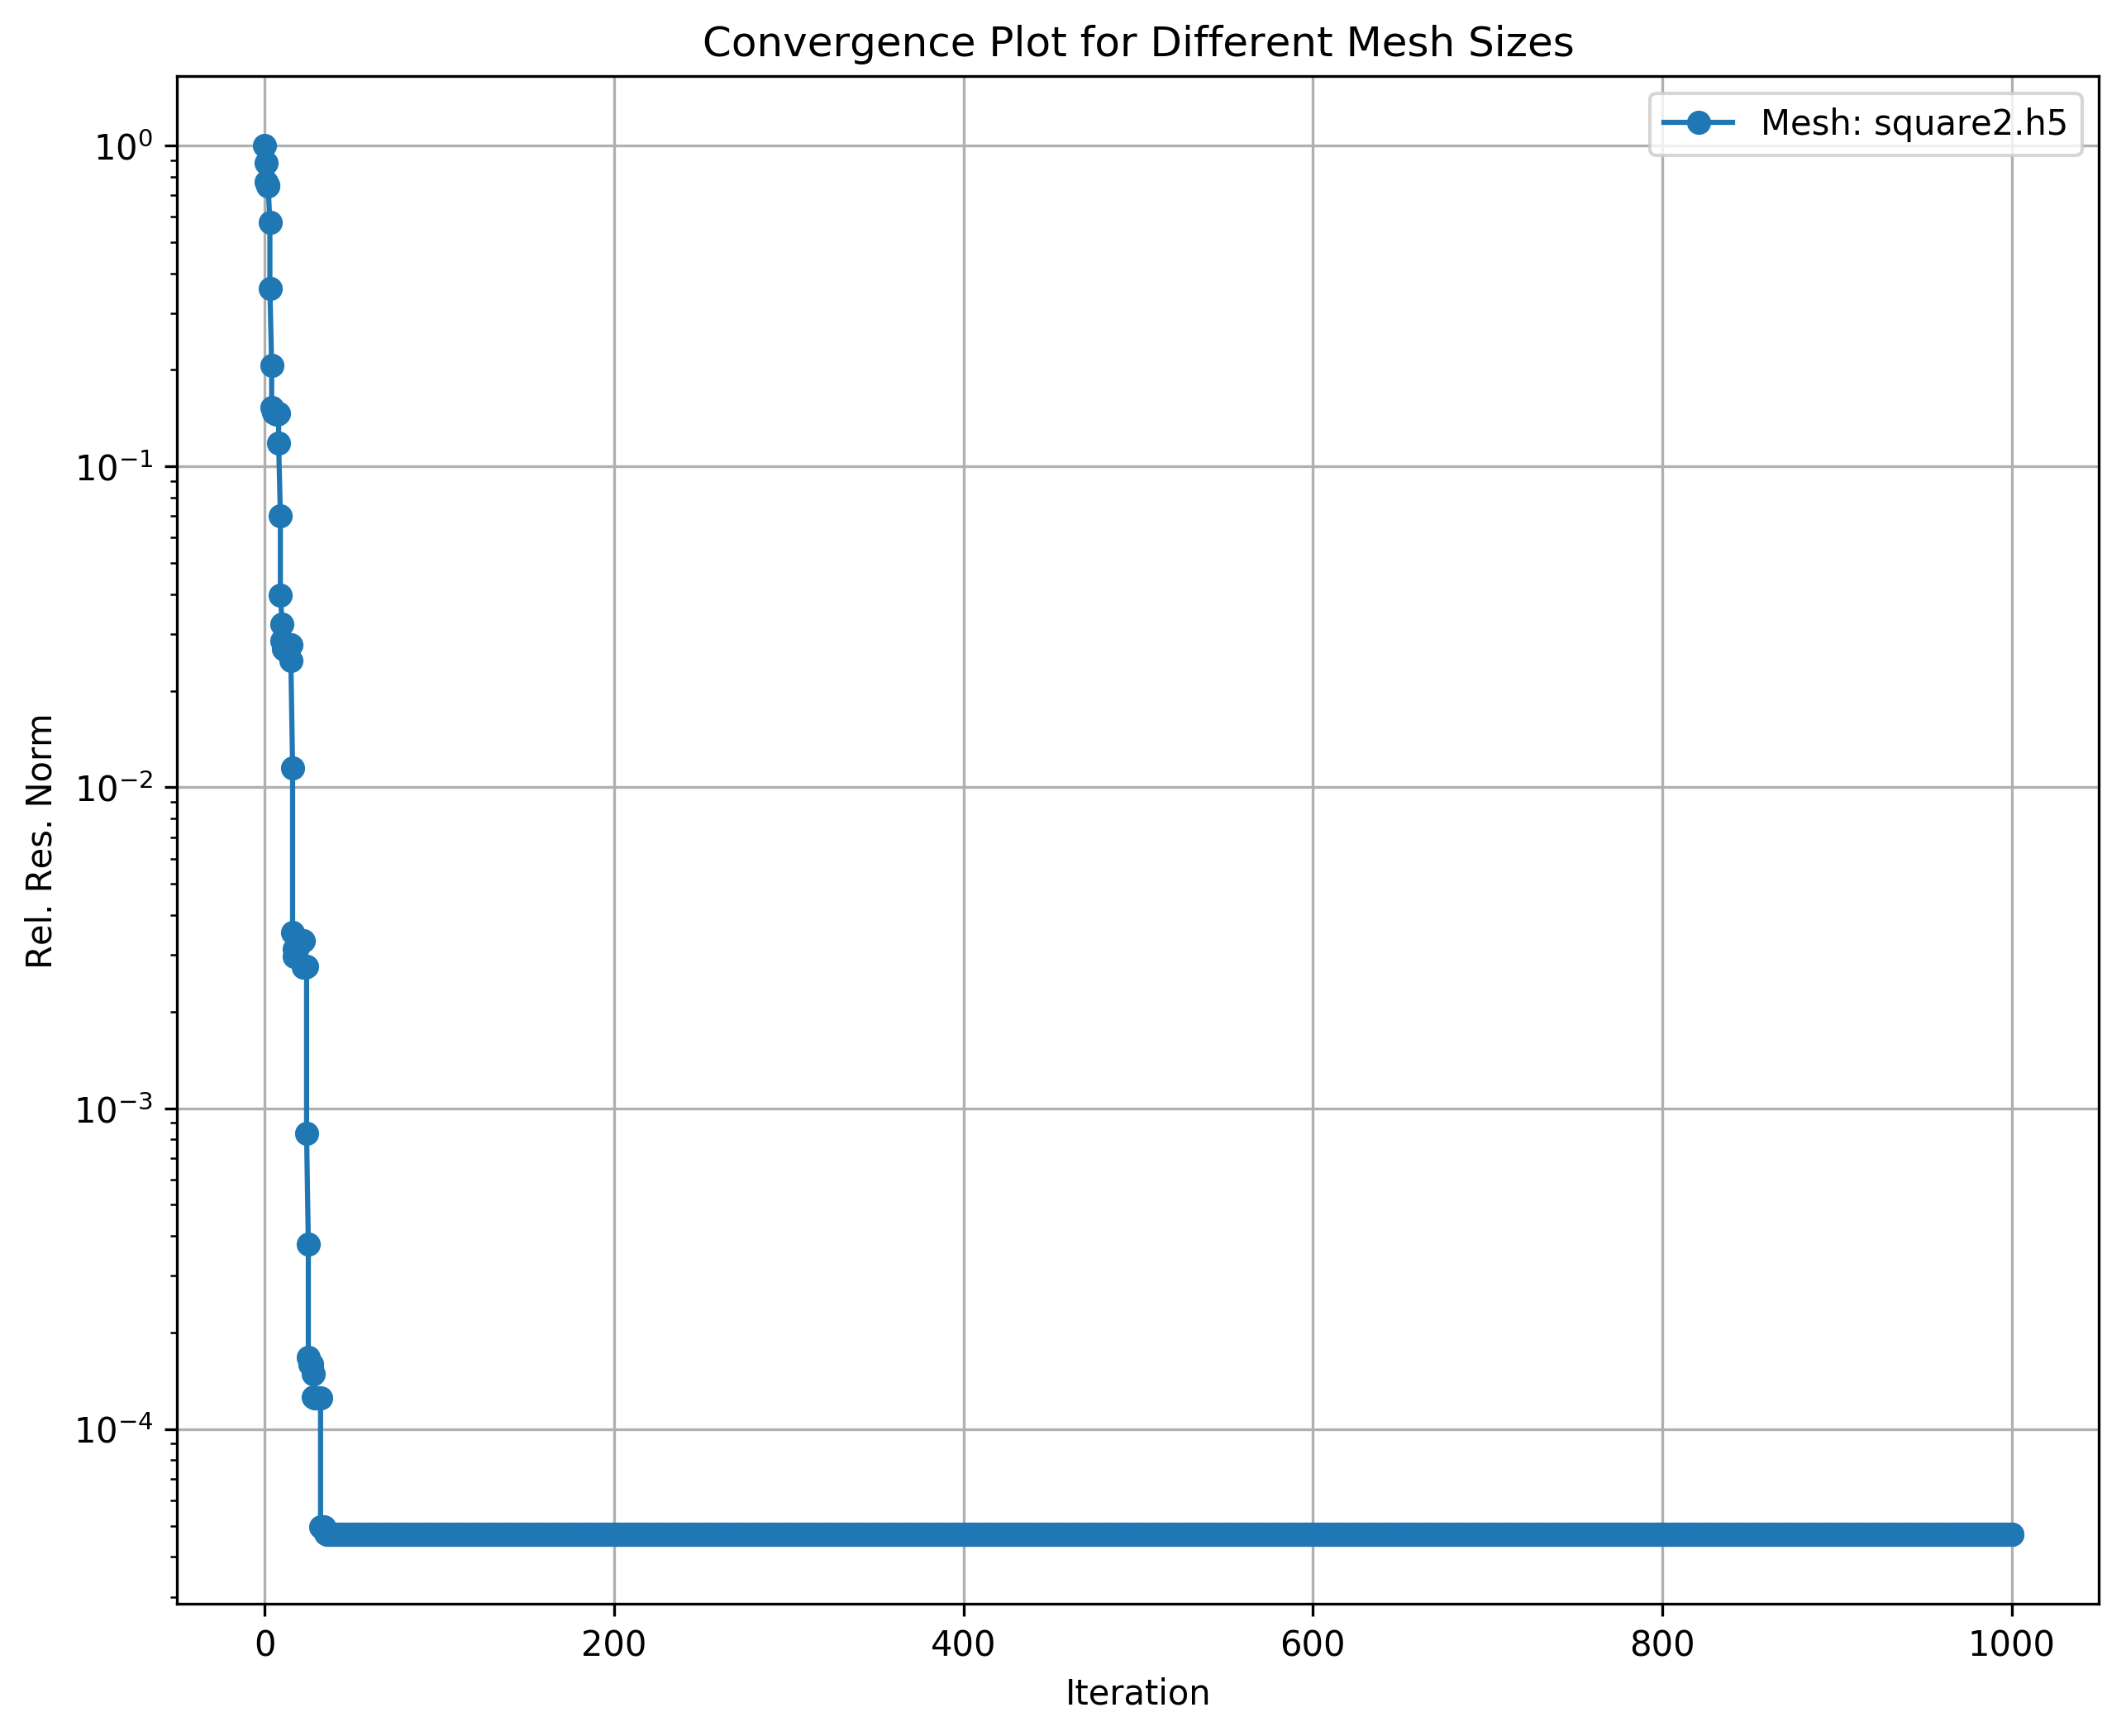 Convergence Plot for Different Mesh Sizes
Mesh: square2.h5
Rel. Res. Norm
10⁰
10⁻¹
10⁻²
10⁻³
10⁻⁴
0 200 400 600 800 1000
Iteration